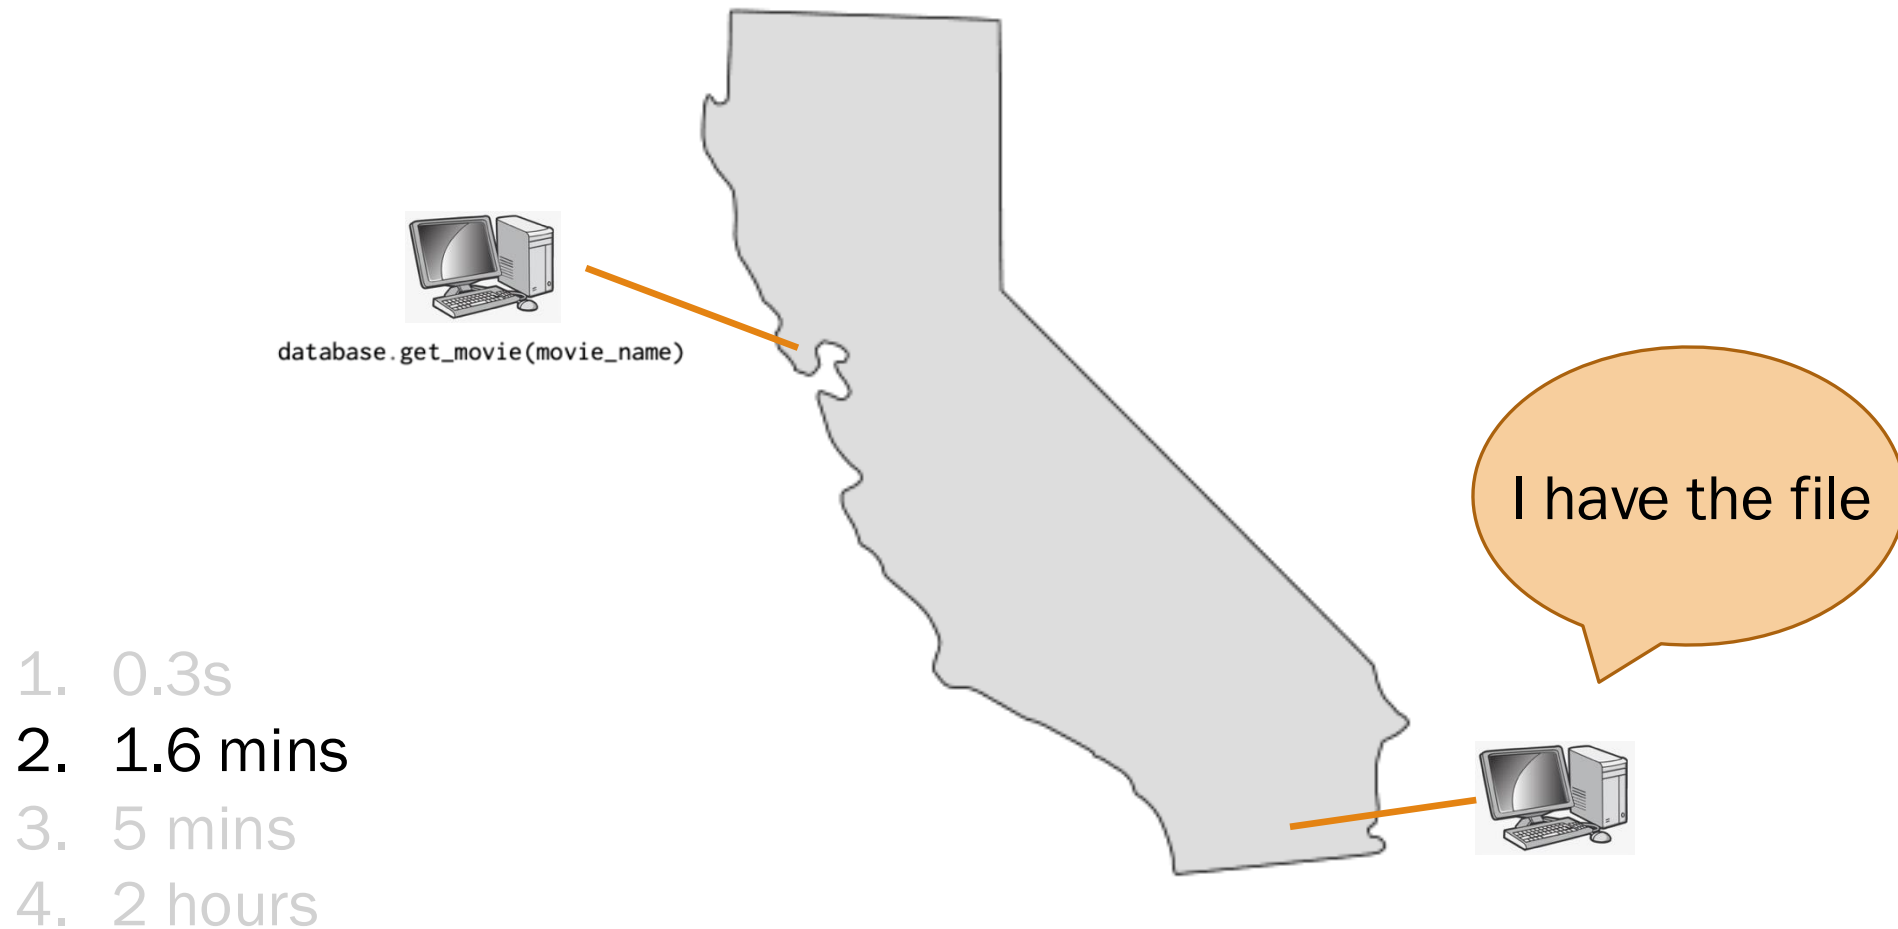 database.get_movie(movie_name)
I have the file
1. 0.3s
2. 1.6 mins
3. 5 mins
4. 2 hours